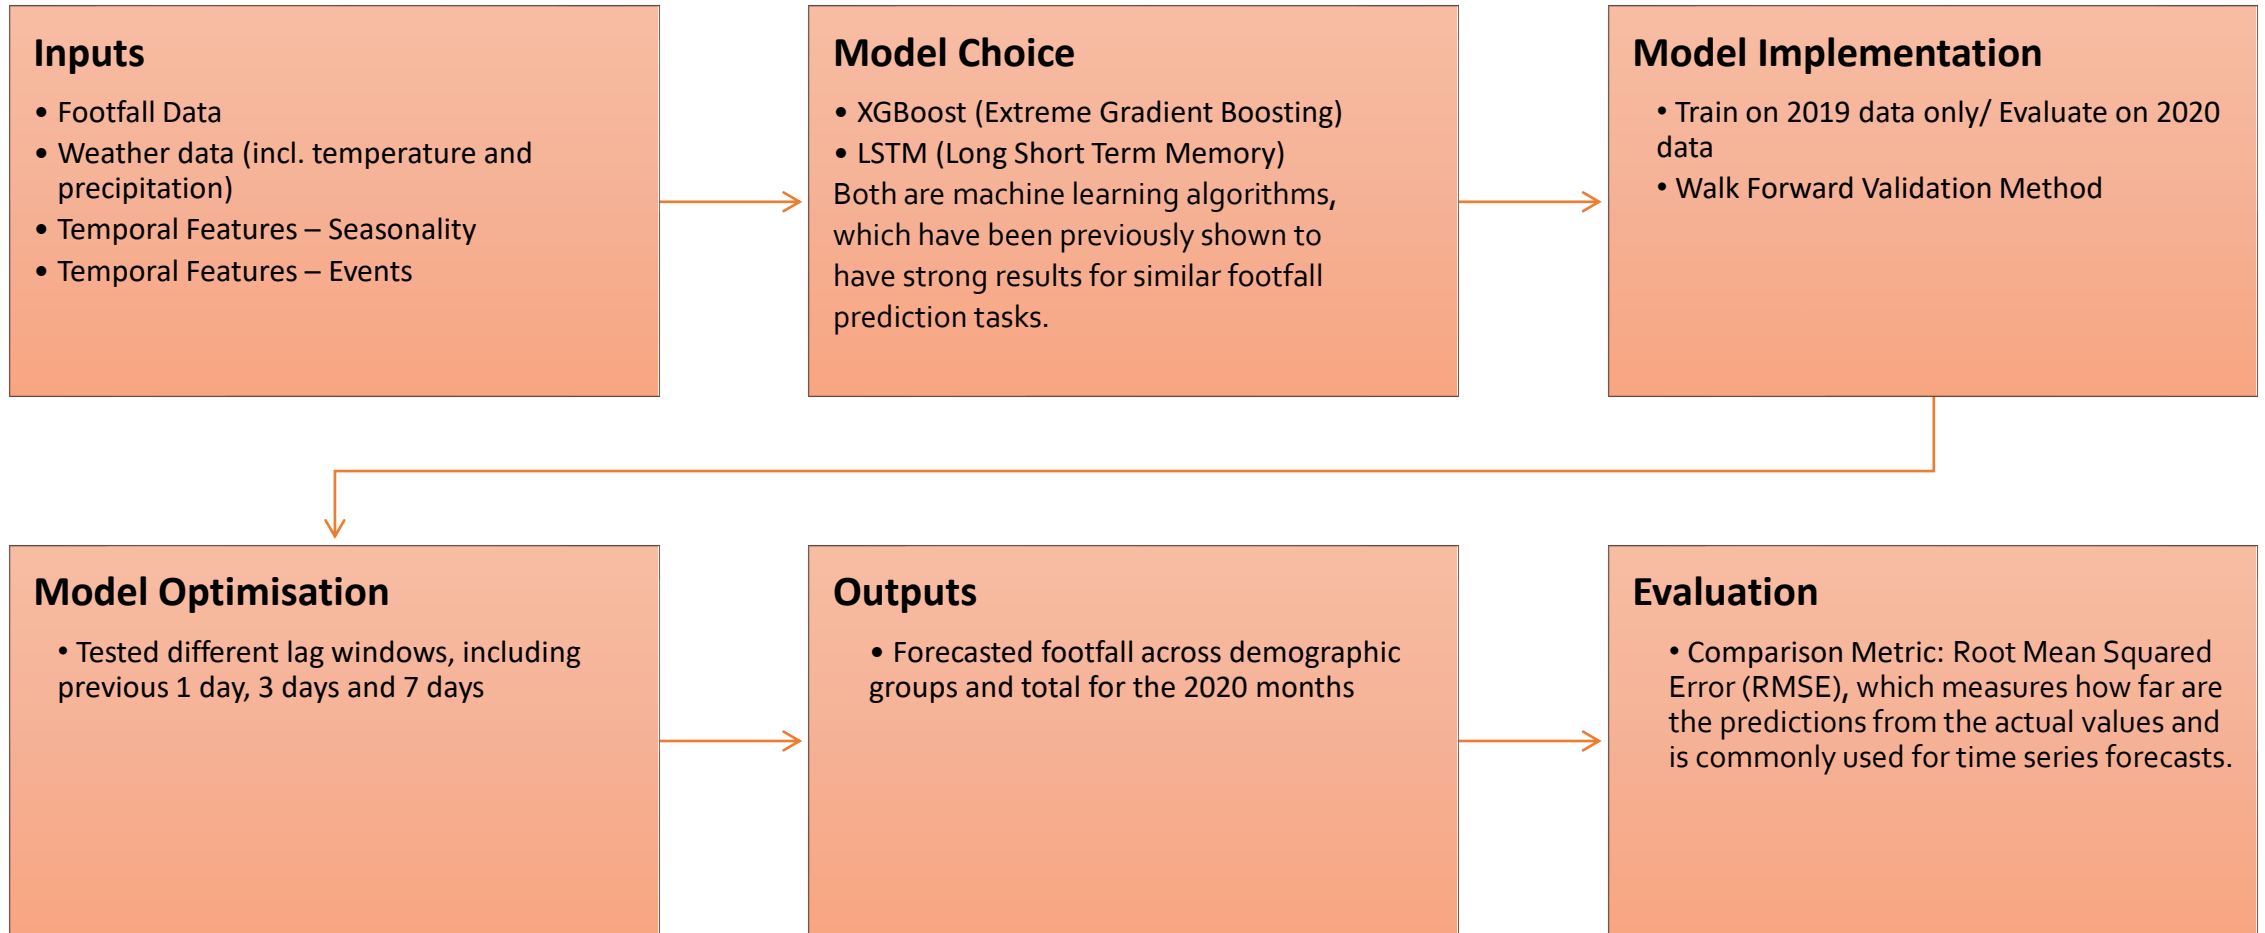 Inputs
• Footfall Data
• Weather data (incl. temperature and
precipitation)
• Temporal Features – Seasonality
• Temporal Features – Events
Model Choice
• XGBoost (Extreme Gradient Boosting)
• LSTM (Long Short Term Memory)
Both are machine learning algorithms,
which have been previously shown to
have strong results for similar footfall
prediction tasks.
Model Implementation
• Train on 2019 data only/ Evaluate on 2020
data
• Walk Forward Validation Method
Model Optimisation
• Tested different lag windows, including
previous 1 day, 3 days and 7 days
Outputs
• Forecasted footfall across demographic
groups and total for the 2020 months
Evaluation
• Comparison Metric: Root Mean Squared
Error (RMSE), which measures how far are
the predictions from the actual values and
is commonly used for time series forecasts.